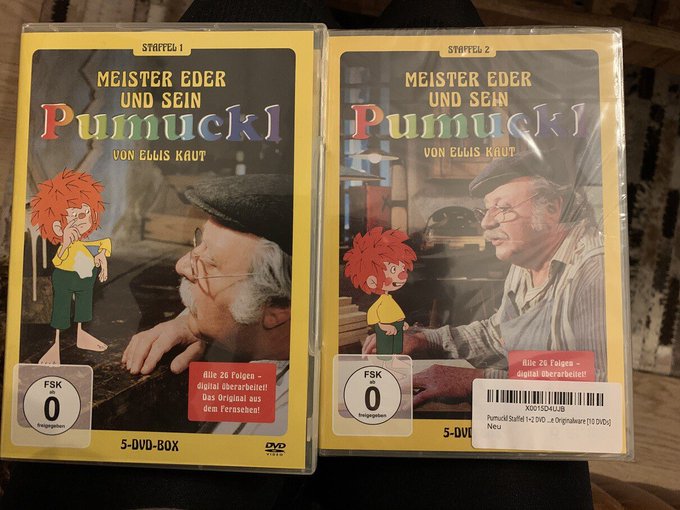 STAFFEL 1
MEISTER EDER
UND SEIN
Pumuckl
VON ELLIS KAUT
Alle 26 Folgen -
digital überarbeitet!
Das Original aus
dem Fernsehen!
FSK
ab
0
freigegeben
5-DVD-BOX
DVD
VIDEO
STAFFEL 2
MEISTER EDER
UND SEIN
Pumuckl
VON ELLIS KAUT
Alle 26 Folgen -
digital überarbeitet!
FSK
ab
0
freigegeben
5-DV
X0015D4UJB
Pumuckl Staffel 1+2 DVD ...t Originalware [10 DVDs]
Neu